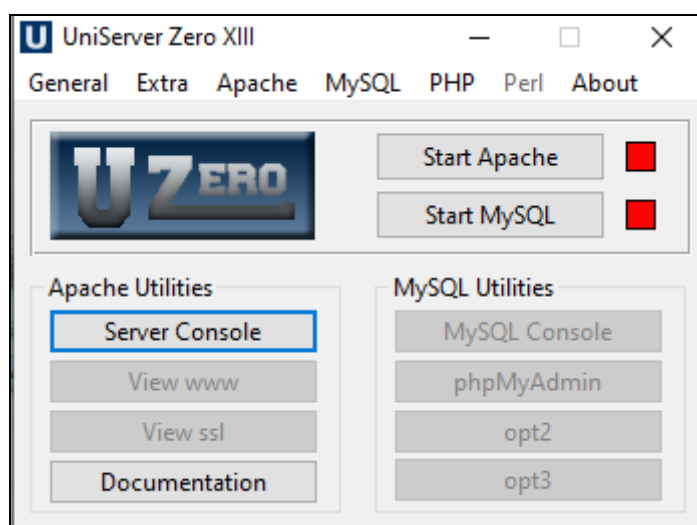 U UniServer Zero XIII
General Extra Apache MySQL PHP Perl About
U ZERO
Start Apache
Start MySQL
Apache Utilities
Server Console
View www
View ssl
Documentation
MySQL Utilities
MySQL Console
phpMyAdmin
opt2
opt3